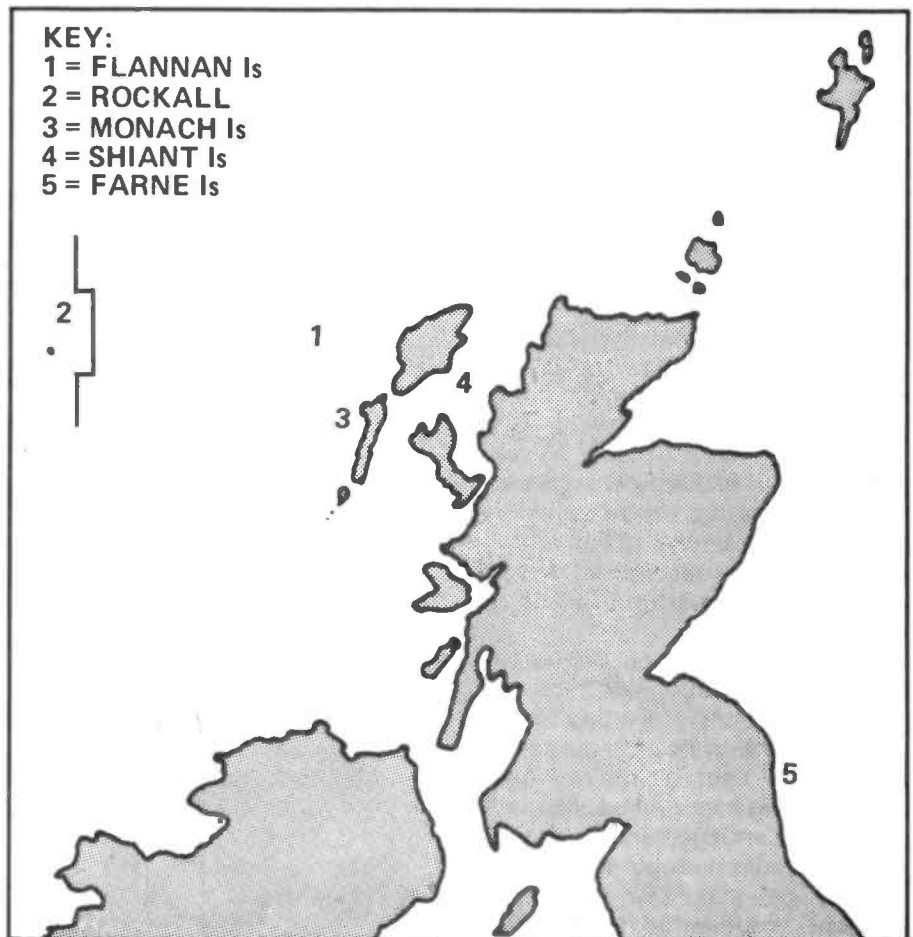 KEY:
1 = FLANNAN Is
2 = ROCKALL
3 = MONACH Is
4 = SHIANT Is
5 = FARNE Is
2
1
4
3
5